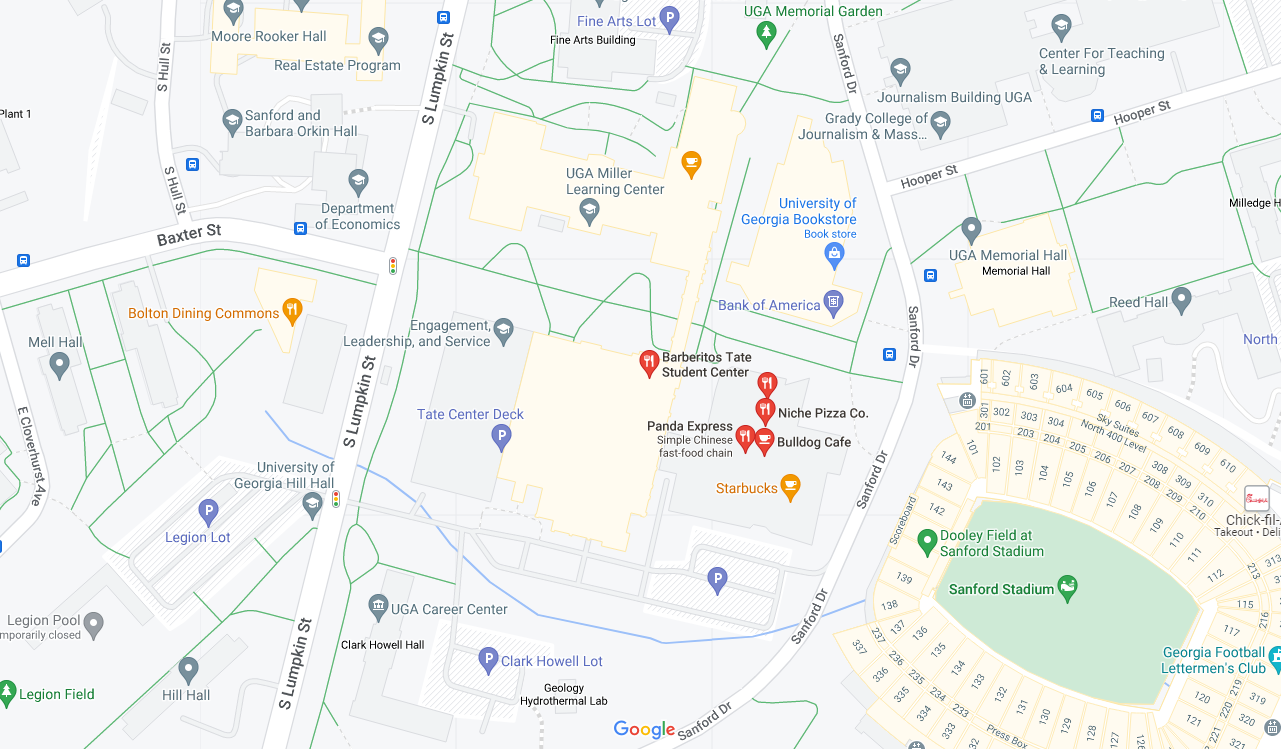 UGA Memorial Garden
Fine Arts Lot
P
Fine Arts Building
Moore Rooker Hall
Real Estate Program
S Hull St
S Lumpkin St
Sanford Dr
Center For Teaching
& Learning
Journalism Building UGA
Plant 1
Sanford and
Barbara Orkin Hall
Grady College of
Journalism & Mass...
Hooper St
UGA Miller
Learning Center
Hooper St
S Hull St
Department
of Economics
University of
Georgia Bookstore
Book store
Milledge H
Baxter St
UGA Memorial Hall
Memorial Hall
Bolton Dining Commons
Bank of America
Reed Hall
Engagement,
Leadership, and Service
Sanford Dr
Mell Hall
North
Barberitos Tate
Student Center
S Lumpkin St
601
602
603
604
605
606
607
608
609
610
Sky Suites
North 400 Level
301
302
303
304
308
309
310
201
203
204
205
206
207
208
209
210
E Cloverhurst Ave
Tate Center Deck
P
Niche Pizza Co.
Panda Express
Simple Chinese
fast-food chain
Bulldog Cafe
101
102
103
104
105
106
107
108
109
110
111
112
115
117
144
143
142
139
138
137
136
135
134
133
132
131
130
129
128
127
126
University of
Georgia Hill Hall
Starbucks
Sanford Dr
Scoreboard
Chick-fil-
Takeout • Deli
P
Legion Lot
Dooley Field at
Sanford Stadium
313
216
P
Sanford Stadium
UGA Career Center
Legion Pool
mporarily closed
Clark Howell Hall
Sanford Dr
237
337
236
336
235
335
234
334
233
333
P
Clark Howell Lot
Georgia Football
Lettermen's Club
S Lumpkin St
Legion Field
Hill Hall
Geology
Hydrothermal Lab
120
121
219
220
319
320
Press Box
Google
Sanford Dr